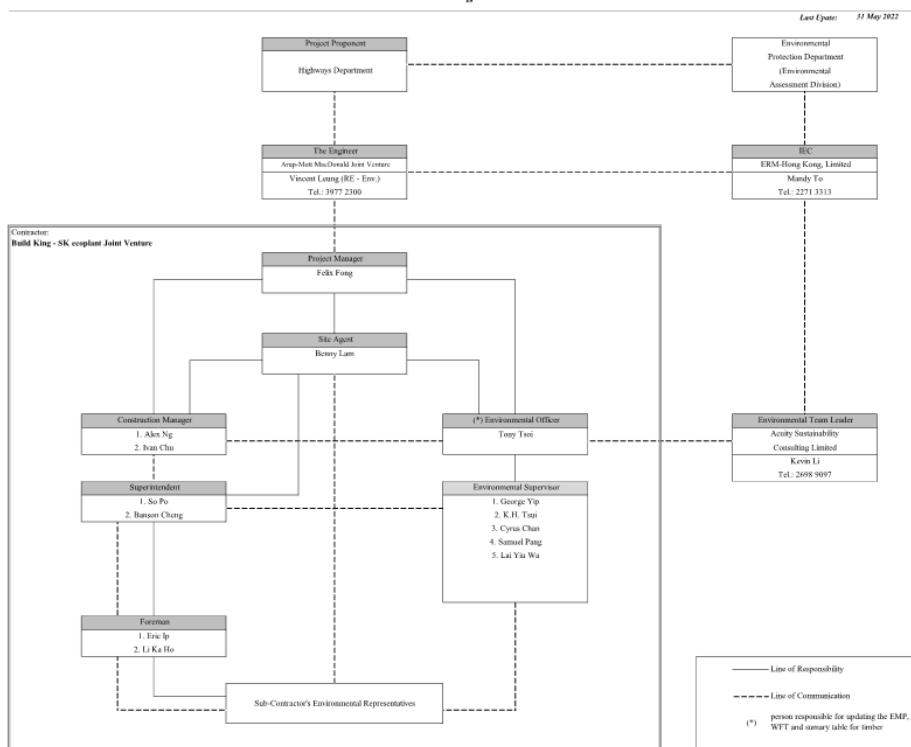 Last Upate: 31 May 2022
Project Proponent
Highways Department
Environmental
Protection Department
(Environmental
Assessment Division)
The Engineer
Arup-Mott MacDonald Joint Venture
Vincent Leung (RE - Env.)
Tel.: 3977 2300
IEC
ERM-Hong Kong, Limited
Mandy To
Tel.: 2271 3313
Contractor:
Build King - SK ecoplant Joint Venture
Project Manager
Felix Fong
Site Agent
Benny Lam
Construction Manager
1. Alex Ng
2. Ivan Chu
(*) Environmental Officer
Tony Tsoi
Environmental Team Leader
Acuity Sustainability
Consulting Limited
Kevin Li
Tel.: 2698 9097
Superintendent
1. So Po
2. Banson Cheng
Environmental Supervisor
1. George Yip
2. K.H. Tsui
3. Cyrus Chan
4. Samuel Pang
5. Lai Yiu Wa
Foreman
1. Eric Ip
2. Li Ka Ho
Sub-Contractor's Environmental Representatives
Line of Responsibility
Line of Communication
(*) person responsible for updating the EMP,
WFT and sumary table for timber